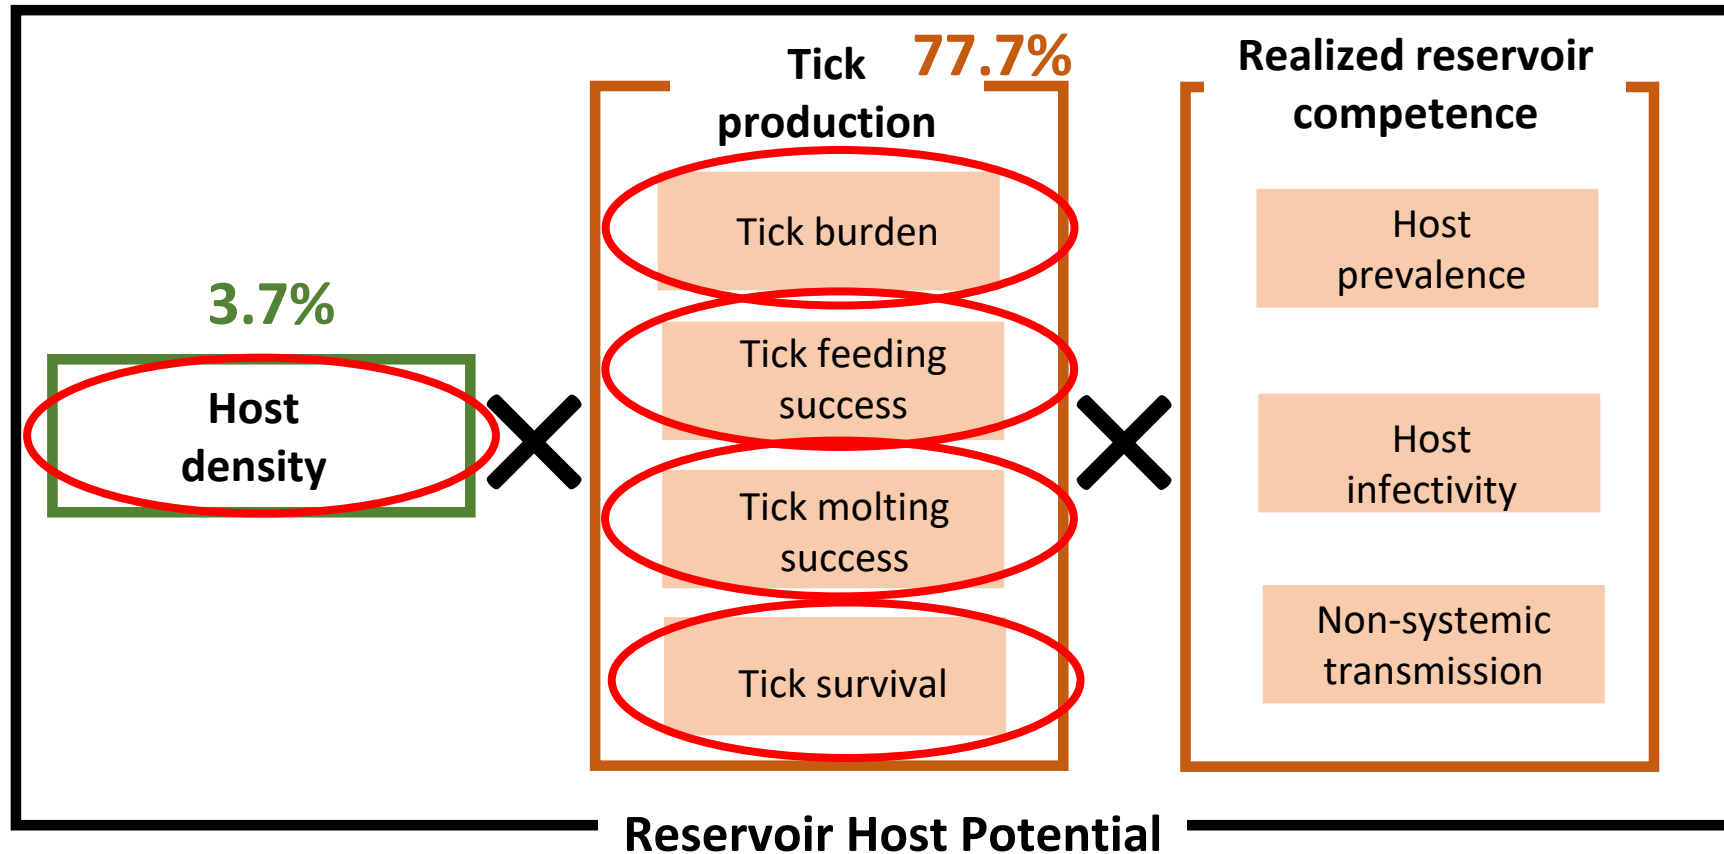 3.7%
Host
density
Tick
production
77.7%
Tick burden
Tick feeding
success
Tick molting
success
Tick survival
Realized reservoir
competence
Host
prevalence
Host
infectivity
Non-systemic
transmission
Reservoir Host Potential